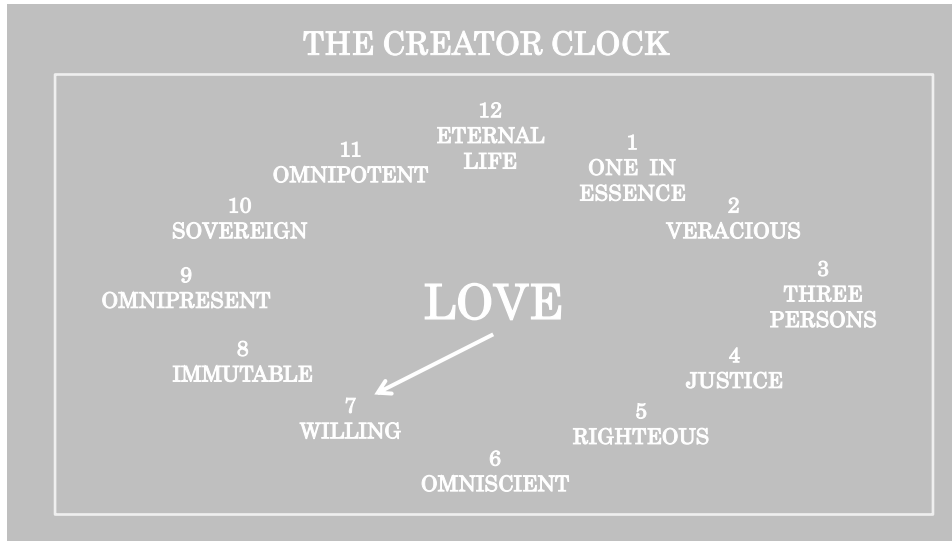 THE CREATOR CLOCK
12
ETERNAL
LIFE
1
ONE IN
ESSENCE
2
VERACIOUS
3
THREE
PERSONS
4
JUSTICE
5
RIGHTEOUS
6
OMNISCIENT
7
WILLING
8
IMMUTABLE
9
OMNIPRESENT
10
SOVEREIGN
11
OMNIPOTENT
LOVE